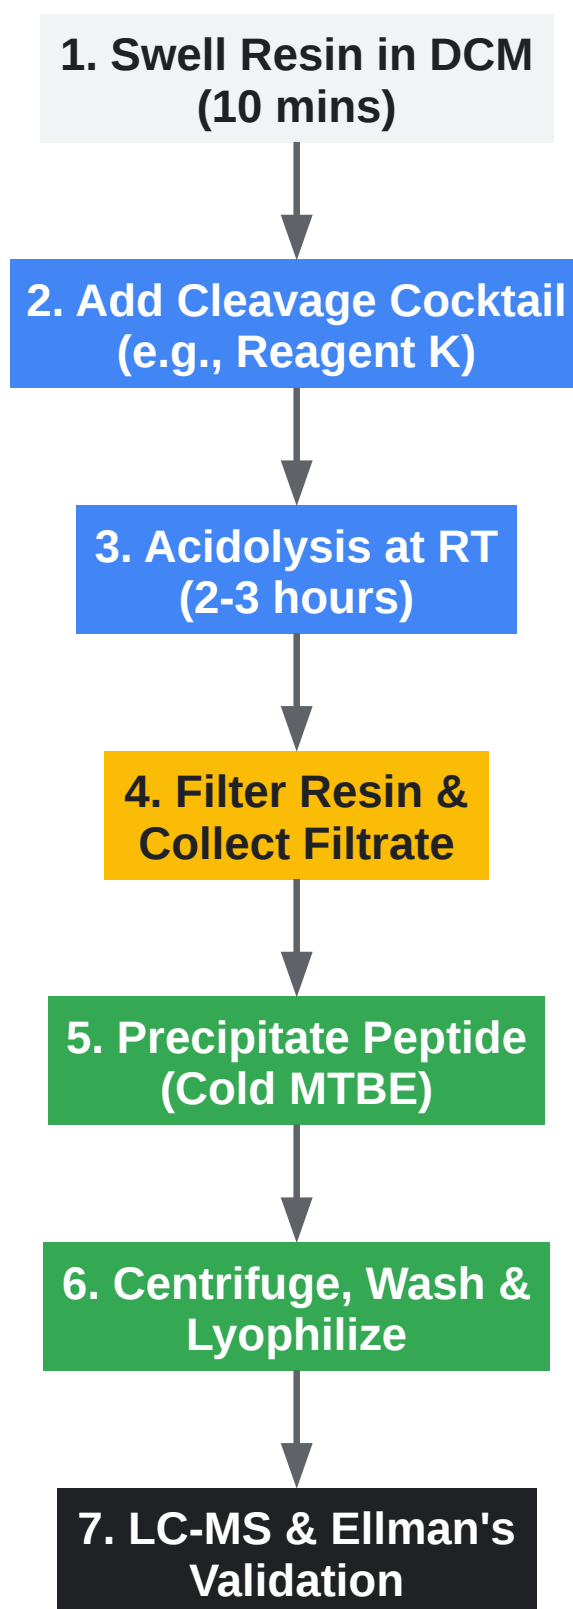 1. Swell Resin in DCM
(10 mins)
2. Add Cleavage Cocktail
(e.g., Reagent K)
3. Acidolysis at RT
(2-3 hours)
4. Filter Resin &
Collect Filtrate
5. Precipitate Peptide
(Cold MTBE)
6. Centrifuge, Wash &
Lyophilize
7. LC-MS & Ellman's
Validation